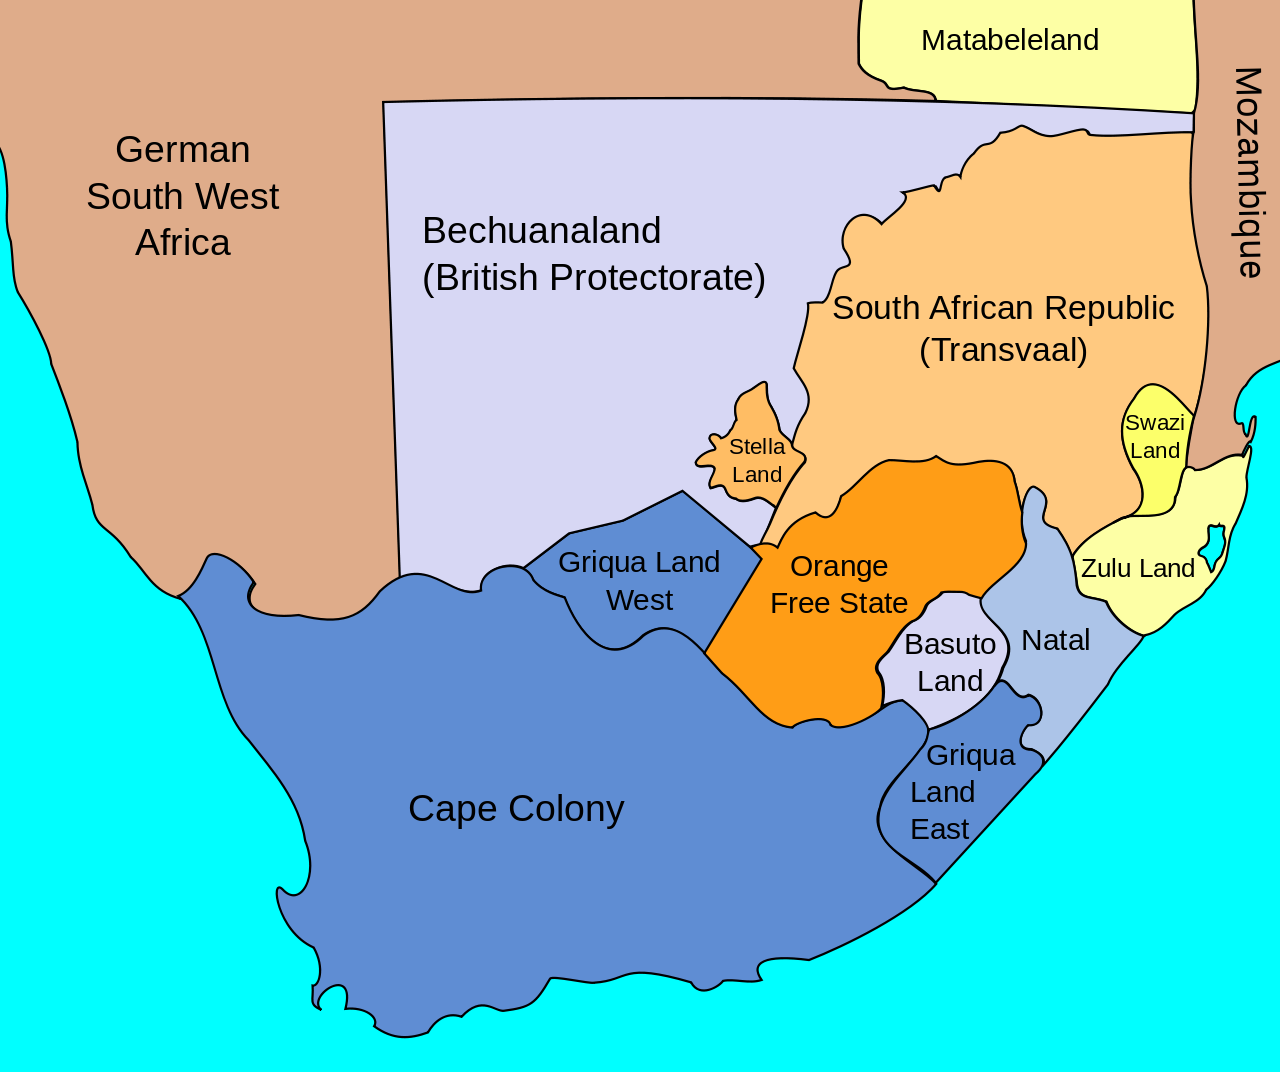 Matabeleland
Mozambique
German
South West
Africa
Bechuanaland
(British Protectorate)
South African Republic
(Transvaal)
Swazi
Land
Stella
Land
Griqua Land
West
Orange
Free State
Zulu Land
Basuto
Land
Natal
Griqua
Land
East
Cape Colony